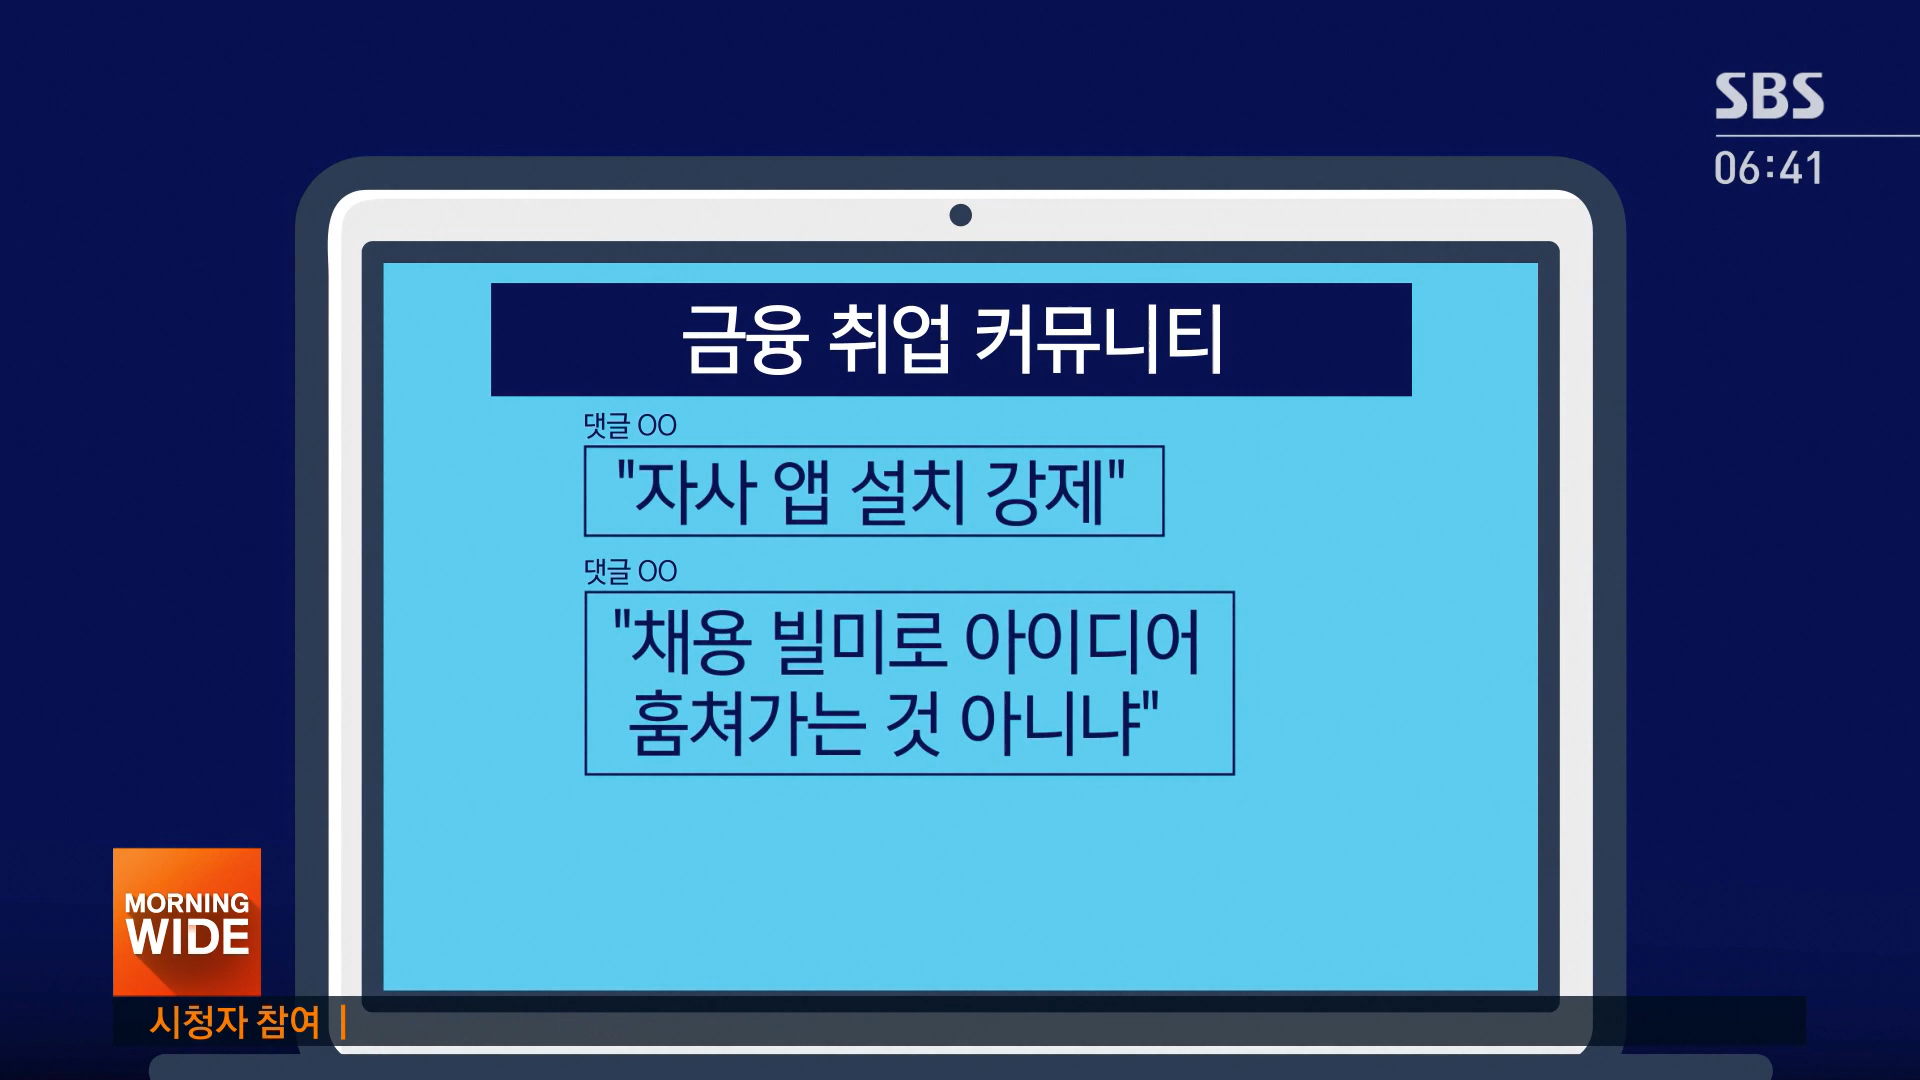 SBS
06:41
금융 취업 커뮤니티
댓글 OO
"자사 앱 설치 강제"
댓글 OO
"채용 빌미로 아이디어
훔쳐가는 것 아니냐"
MORNING
WIDE
시청자 참여 |